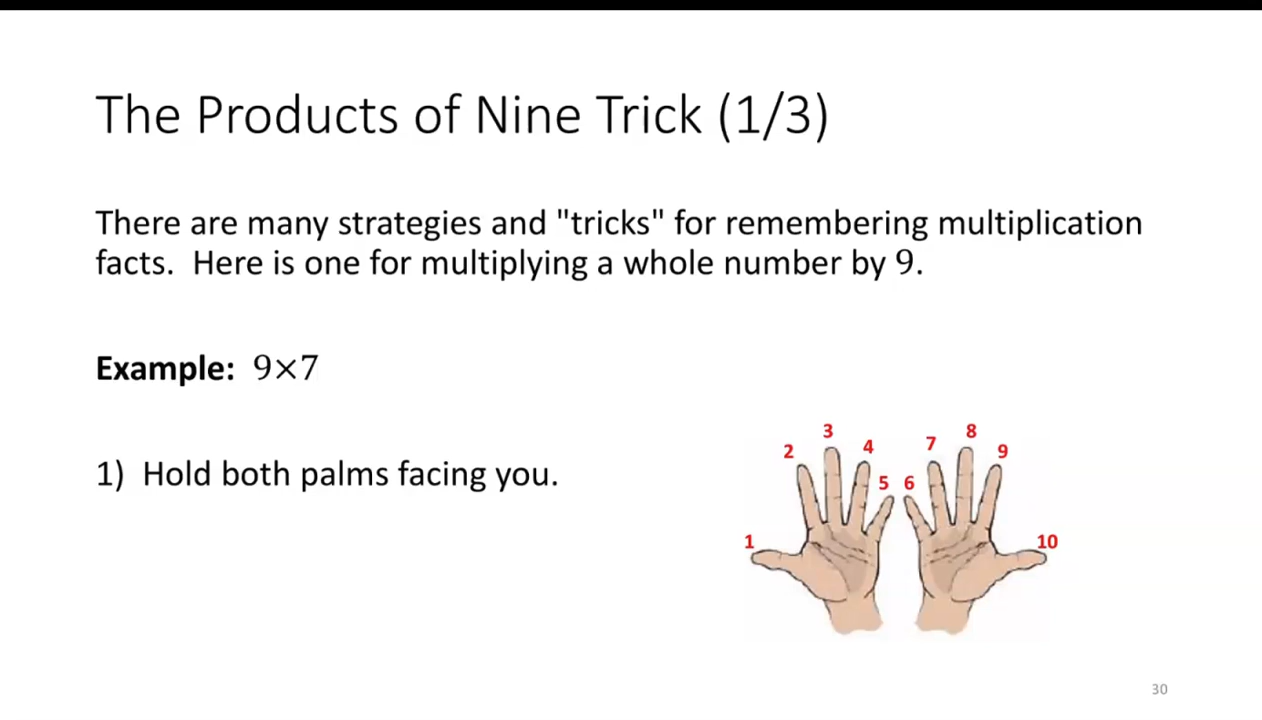 The Products of Nine Trick (1/3)
There are many strategies and "tricks" for remembering multiplication
facts.  Here is one for multiplying a whole number by 9.
Example:  9×7
1)  Hold both palms facing you.
1
2
3
4
5
6
7
8
9
10
30